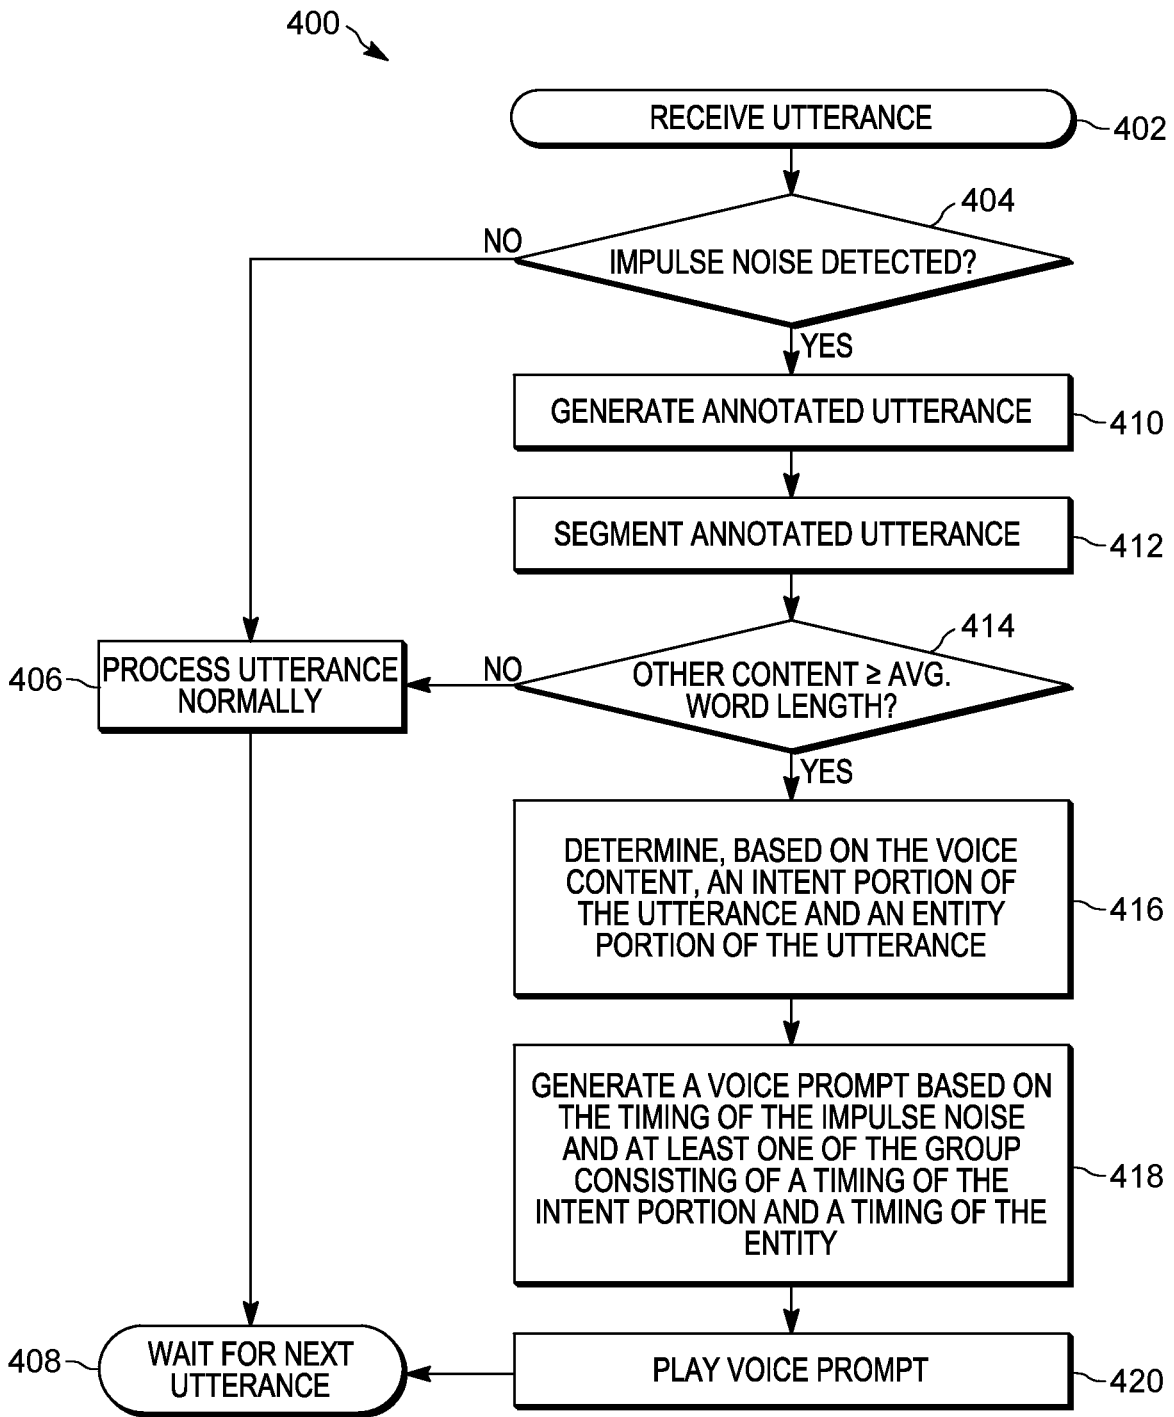 400
RECEIVE UTTERANCE
402
404
IMPULSE NOISE DETECTED?
NO
YES
GENERATE ANNOTATED UTTERANCE
410
SEGMENT ANNOTATED UTTERANCE
412
414
OTHER CONTENT ≥ AVG.
WORD LENGTH?
NO
406
PROCESS UTTERANCE
NORMALLY
YES
DETERMINE, BASED ON THE VOICE
CONTENT, AN INTENT PORTION OF
THE UTTERANCE AND AN ENTITY
PORTION OF THE UTTERANCE
416
GENERATE A VOICE PROMPT BASED ON
THE TIMING OF THE IMPULSE NOISE
AND AT LEAST ONE OF THE GROUP
CONSISTING OF A TIMING OF THE
INTENT PORTION AND A TIMING OF THE
ENTITY
418
408
WAIT FOR NEXT
UTTERANCE
PLAY VOICE PROMPT
420